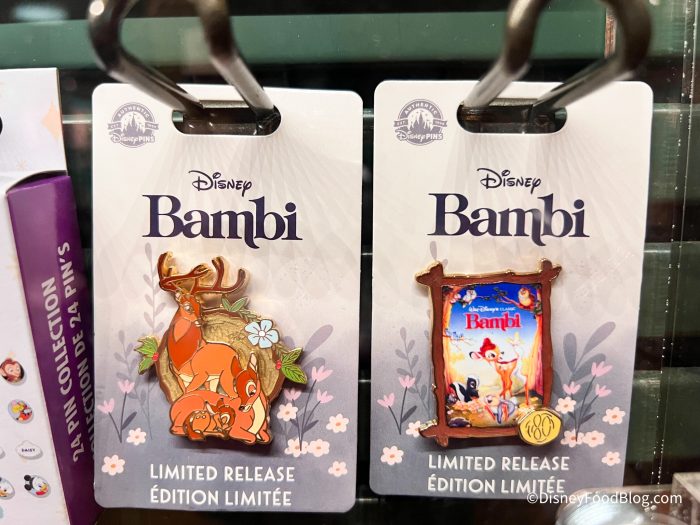 24 PIN COLLECTION
COLLECTION DE 24 PIN'S
DAISY
AUTHENTIC
DISNEY PINS
DISNEY
Bambi
LIMITED RELEASE
ÉDITION LIMITÉE
AUTHENTIC
DISNEY PINS
DISNEY
Bambi
WALT DISNEY'S CLASSIC
BAMBI
LIMITED RELEASE
ÉDITION LIMITÉE
©DISNEYFOODBLOG.COM